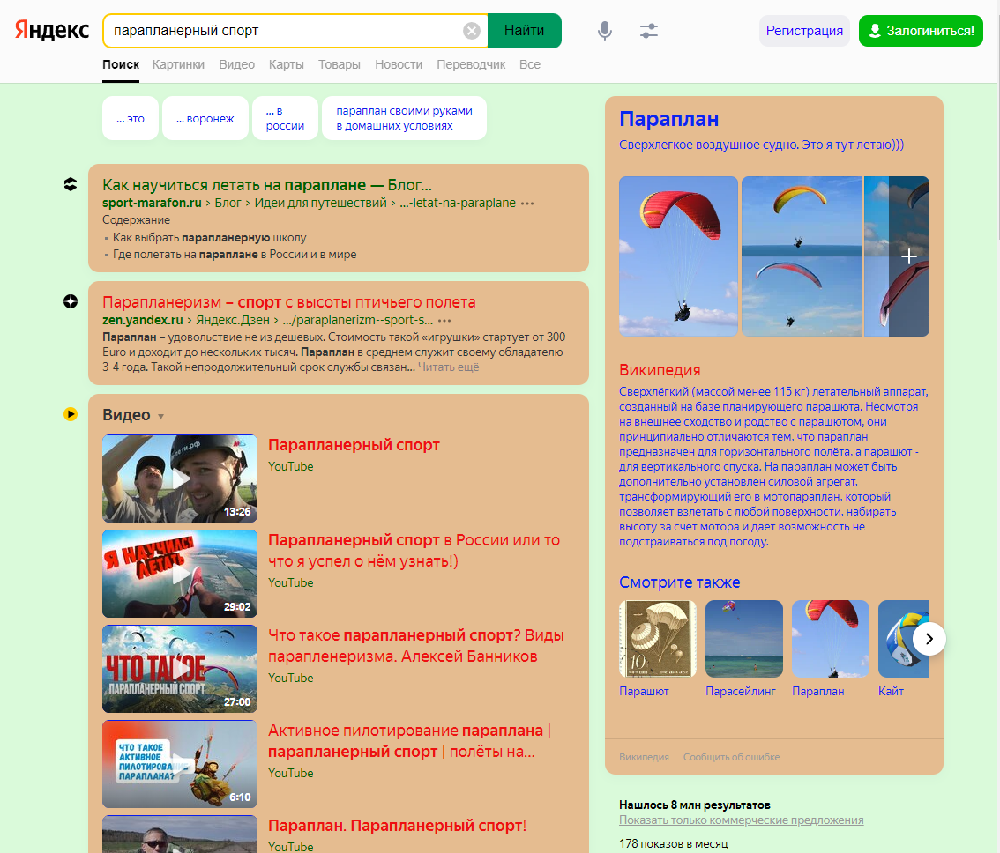 Яндекс
парапланерный спорт
Найти
Регистрация
Залогиниться!
Поиск Картинки Видео Карты Товары Новости Переводчик Все
... это
... воронеж
... в
россии
параплан своими руками
в домашних условиях
Как научиться летать на параплане — Блог...
sport-marafon.ru › Блог › Идеи для путешествий › ...-letat-na-paraplane
Содержание
Как выбрать парапланерную школу
Где полетать на параплане в России и в мире
Парапланеризм – спорт с высоты птичьего полета
zen.yandex.ru › Яндекс.Дзен › .../paraplanerizm--sport-s...
Параплан – удовольствие не из дешевых. Стоимость такой «игрушки» стартует от 300
Euro и доходит до нескольких тысяч. Параплан в среднем служит своему обладателю
3-4 года. Такой непродолжительный срок службы связан... Читать ещё
Видео
13:26
Парапланерный спорт
YouTube
Я НАУЧИЛСЯ
ЛЕТАТЬ
29:02
Парапланерный спорт в России или то
что я успел о нём узнать!)
YouTube
ЧТО ТАКОЕ
ПАРАПЛАНЕРНЫЙ СПОРТ
27:00
Что такое парапланерный спорт? Виды
парапленеризма. Алексей Банников
YouTube
ЧТО ТАКОЕ
АКТИВНОЕ
ПИЛОТИРОВАНИЕ
ПАРАПЛАНА?
6:10
Активное пилотирование параплана |
парапланерный спорт | полёты на...
YouTube
Параплан. Парапланерный спорт!
YouTube
Параплан
Сверхлегкое воздушное судно. Это я тут летаю)))
Википедия
Сверхлёгкий (массой менее 115 кг) летательный аппарат,
созданный на базе планирующего парашюта. Несмотря
на внешнее сходство и родство с парашютом, они
принципиально отличаются тем, что параплан
предназначен для горизонтального полёта, а парашют -
для вертикального спуска. На параплан может быть
дополнительно установлен силовой агрегат,
трансформирующий его в мотопараплан, который
позволяет взлетать с любой поверхности, набирать
высоту за счёт мотора и даёт возможность не
подстраиваться под погоду.
Смотрите также
10
Парашют
Парасейлинг
Параплан
Кайт
Википедия Сообщить об ошибке
Нашлось 8 млн результатов
Показать только коммерческие предложения
178 показов в месяц